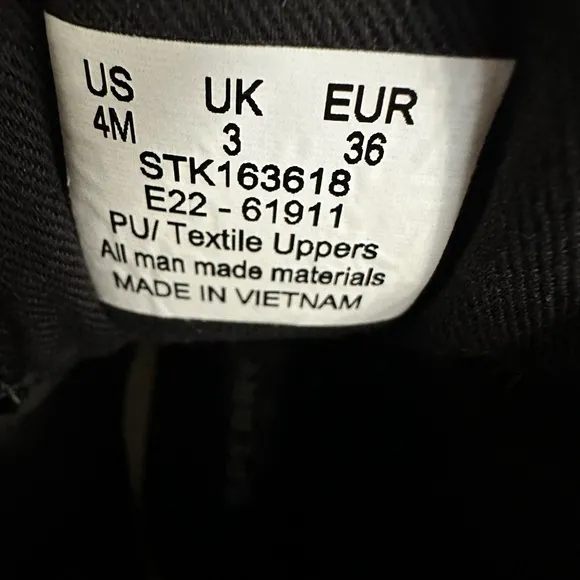 US UK EUR
4M 3 36
STK163618
E22 - 61911
PU/ Textile Uppers
All man made materials
MADE IN VIETNAM